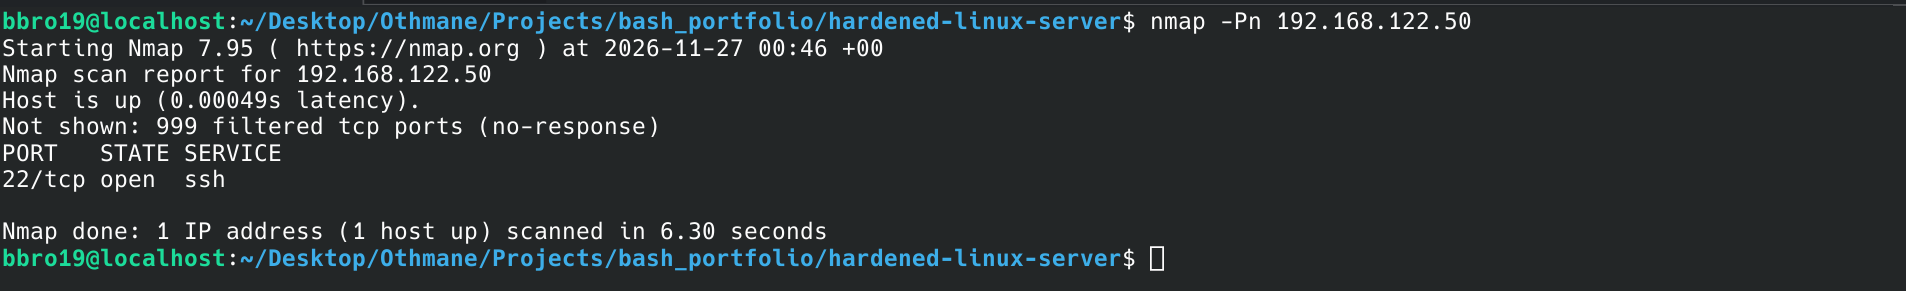 bbro19@localhost:~/Desktop/Othmane/Projects/bash_portfolio/hardened-linux-server$ nmap -Pn 192.168.122.50
Starting Nmap 7.95 ( https://nmap.org ) at 2026-11-27 00:46 +00
Nmap scan report for 192.168.122.50
Host is up (0.00049s latency).
Not shown: 999 filtered tcp ports (no-response)
PORT   STATE SERVICE
22/tcp open  ssh

Nmap done: 1 IP address (1 host up) scanned in 6.30 seconds
bbro19@localhost:~/Desktop/Othmane/Projects/bash_portfolio/hardened-linux-server$